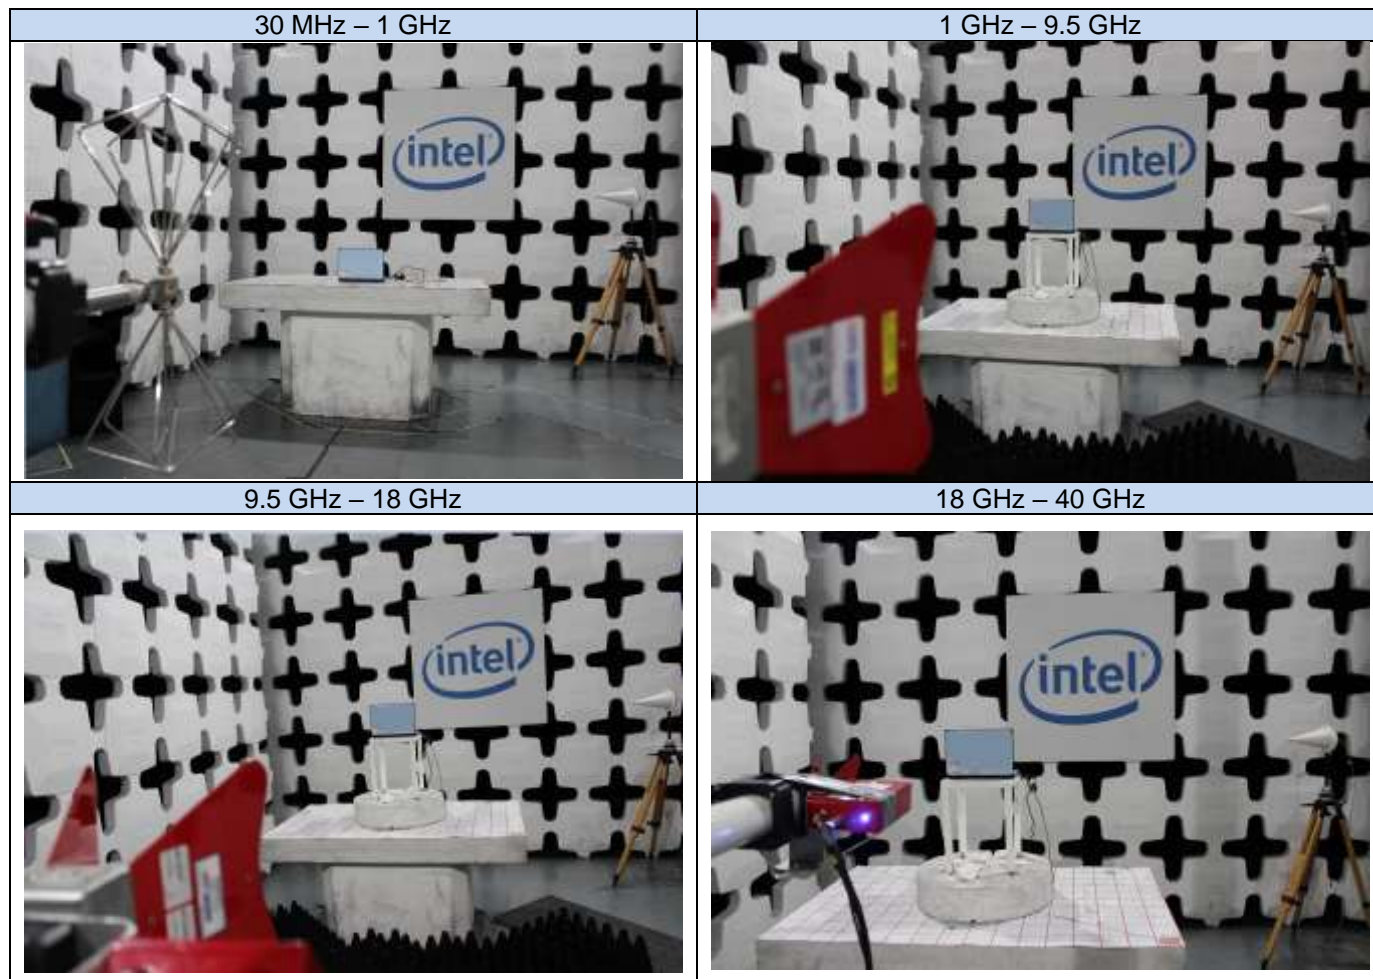 30 MHz – 1 GHz
1 GHz – 9.5 GHz
intel
intel
9.5 GHz – 18 GHz
18 GHz – 40 GHz
intel
intel